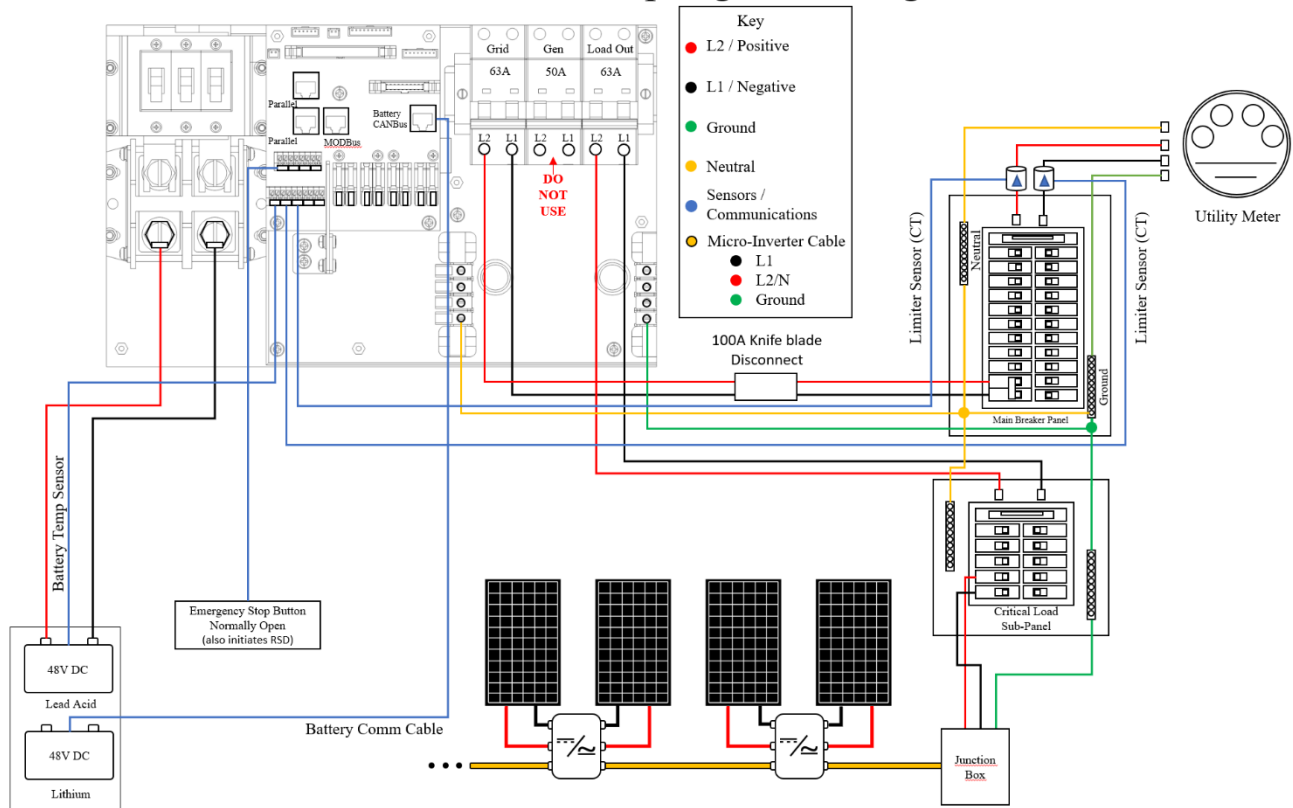 Key
L2 / Positive
L1 / Negative
Ground
Neutral
Sensors /
Communications
Micro-Inverter Cable
L1
L2/N
Ground
Grid
Gen
Load Out
63A
50A
63A
L2
L1
L2
L1
L2
L1
DO
NOT
USE
Parallel
Parallel
MODBus
Battery
CANBus
Utility Meter
Limiter Sensor (CT)
Limiter Sensor (CT)
Neutral
Ground
Main Breaker Panel
100A Knife blade
Disconnect
Critical Load
Sub-Panel
Battery Temp Sensor
Emergency Stop Button
Normally Open
(also initiates RSD)
48V DC
Lead Acid
48V DC
Lithium
Battery Comm Cable
Junction
Box